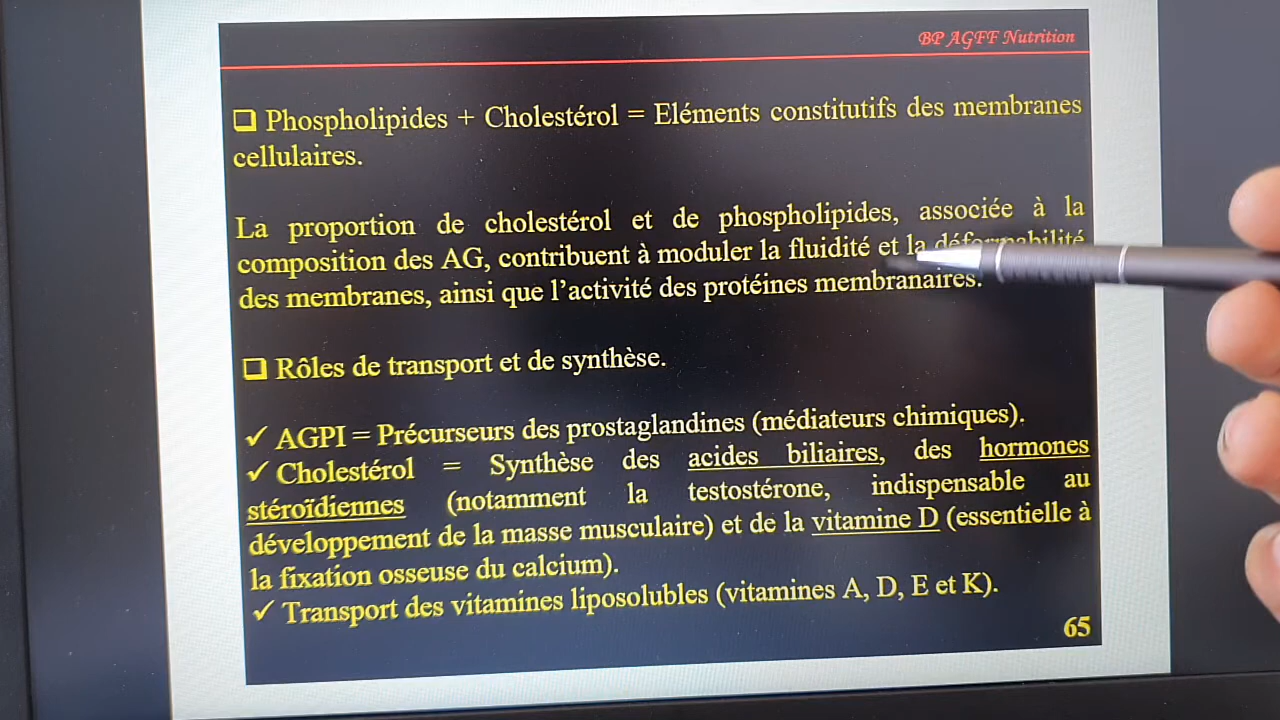 BP AGFF Nutrition
❑ Phospholipides + Cholestérol = Eléments constitutifs des membranes
cellulaires.
La proportion de cholestérol et de phospholipides, associée à la
composition des AG, contribuent à moduler la fluidité et la déformabilité
des membranes, ainsi que l’activité des protéines membranaires.
❑ Rôles de transport et de synthèse.
✓ AGPI = Précurseurs des prostaglandines (médiateurs chimiques).
✓ Cholestérol = Synthèse des acides biliaires, des hormones
stéroïdiennes (notamment la testostérone, indispensable au
développement de la masse musculaire) et de la vitamine D (essentielle à
la fixation osseuse du calcium).
✓ Transport des vitamines liposolubles (vitamines A, D, E et K).
65